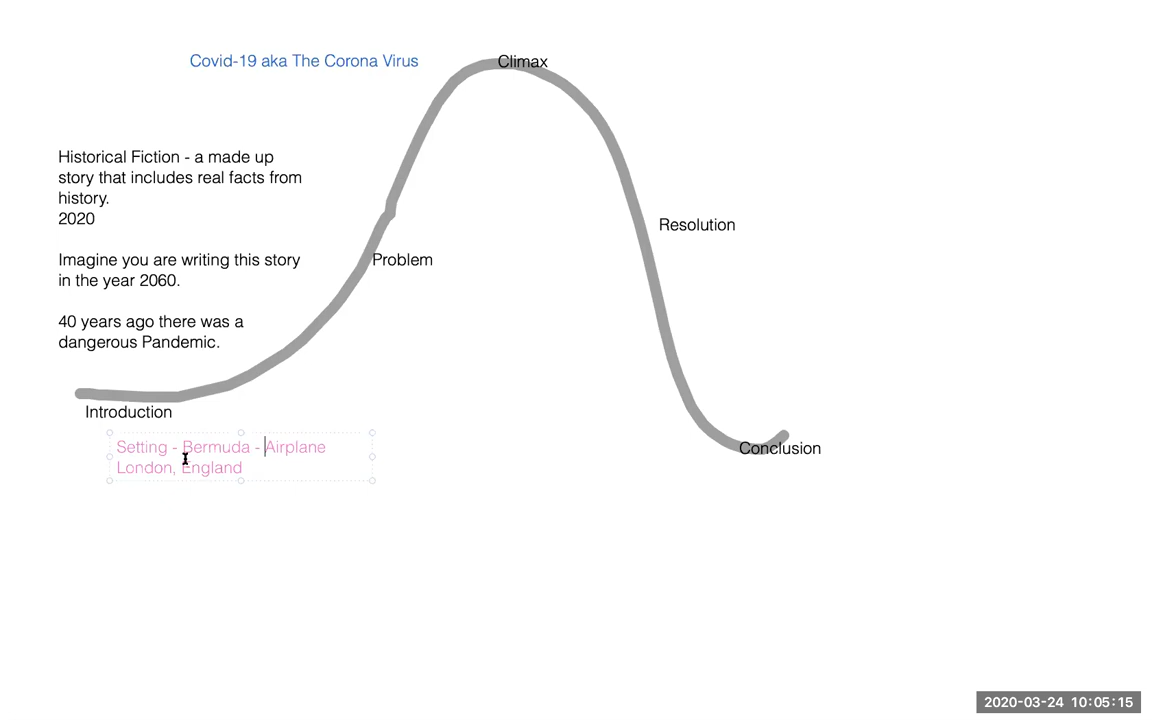 Covid-19 aka The Corona Virus
Climax
Historical Fiction - a made up
story that includes real facts from
history.
2020
Imagine you are writing this story
in the year 2060.
40 years ago there was a
dangerous Pandemic.
Problem
Resolution
Introduction
Setting - Bermuda - Airplane
London, England
Conclusion
2020-03-24 10:05:15